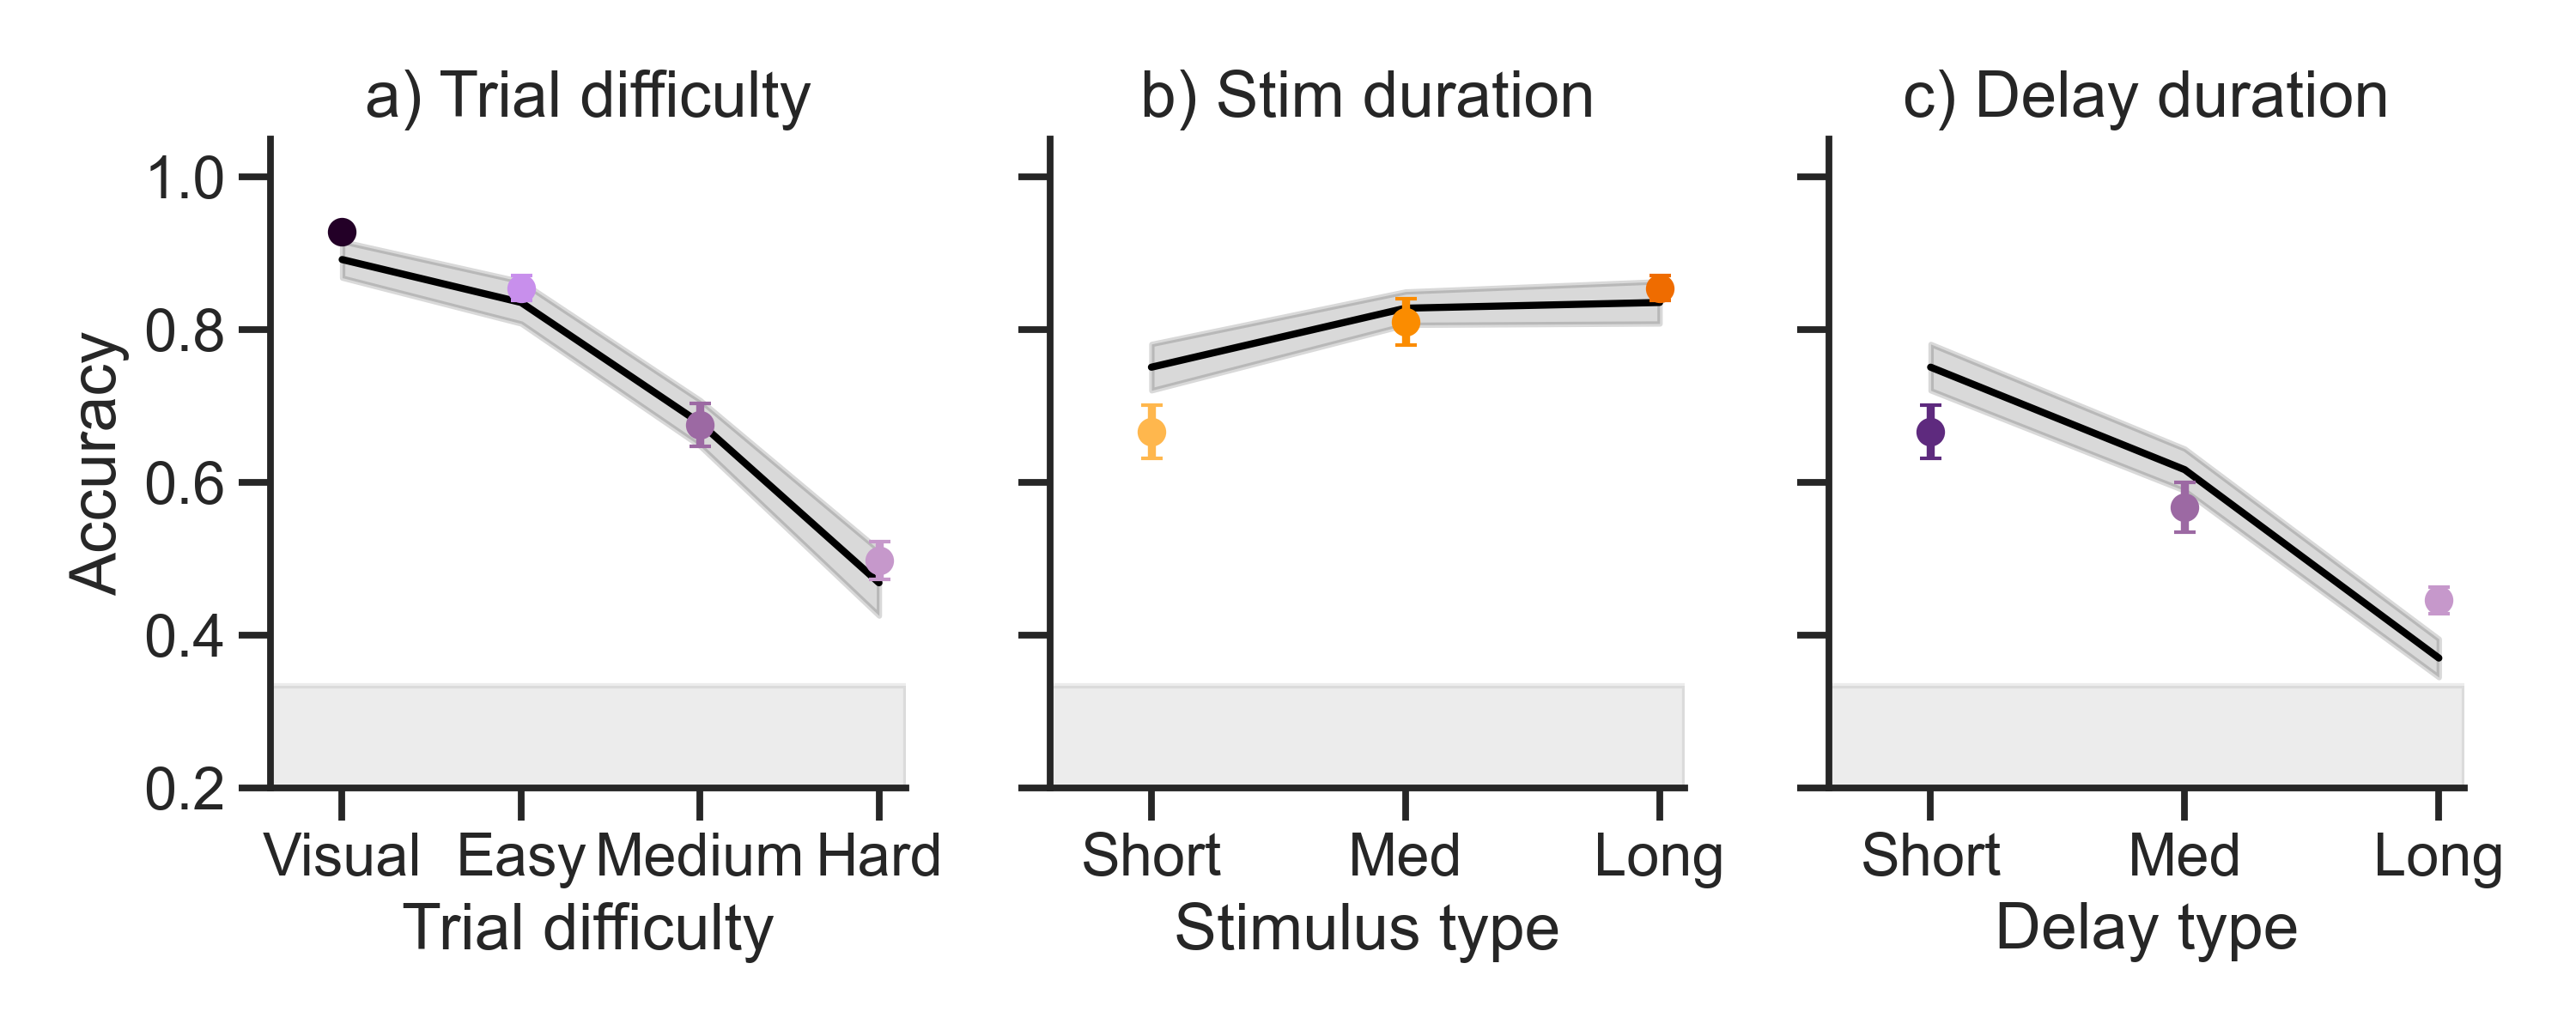 a) Trial difficulty
b) Stim duration
c) Delay duration
Accuracy
1.0
0.8
0.6
0.4
0.2
Visual Easy Medium Hard
Trial difficulty
Short Med Long
Stimulus type
Short Med Long
Delay type